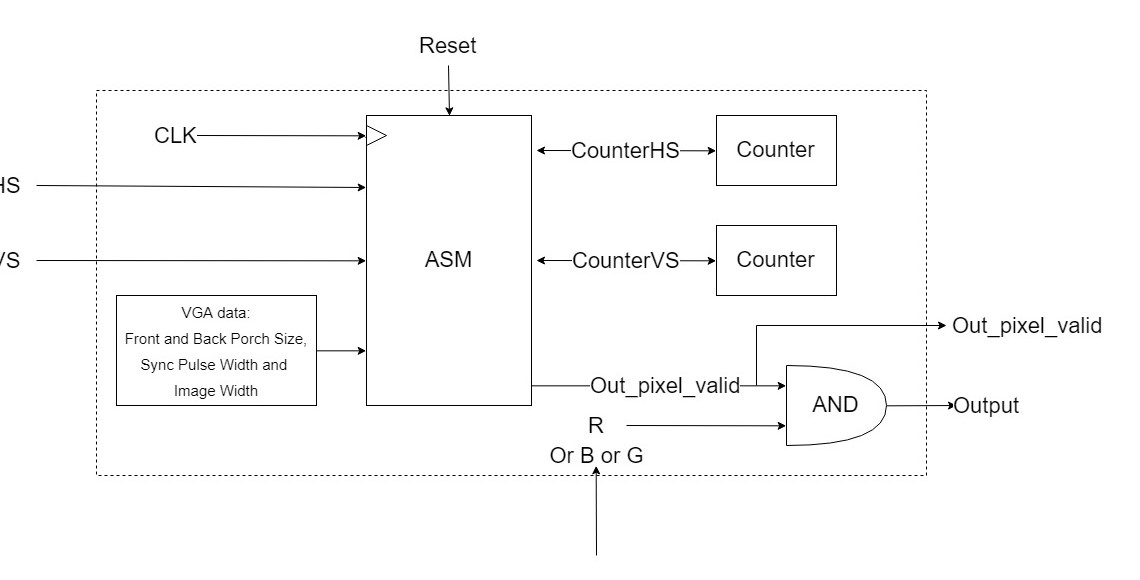 Reset
CLK
CounterHS
Counter
HS
VS
ASM
CounterVS
Counter
VGA data:
Front and Back Porch Size,
Sync Pulse Width and
Image Width
Out_pixel_valid
Out_pixel_valid
AND
Output
R
Or B or G